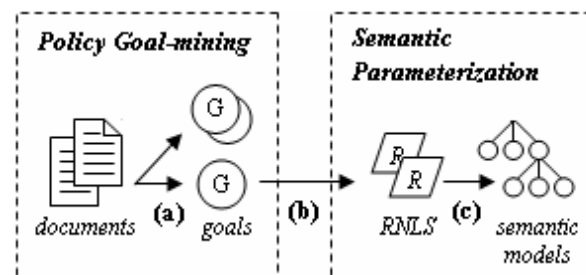 Policy Goal-mining
Semantic
Parameterization
G
G
R
R
documents
(a)
goals
(b)
RNLS
(c)
semantic
models